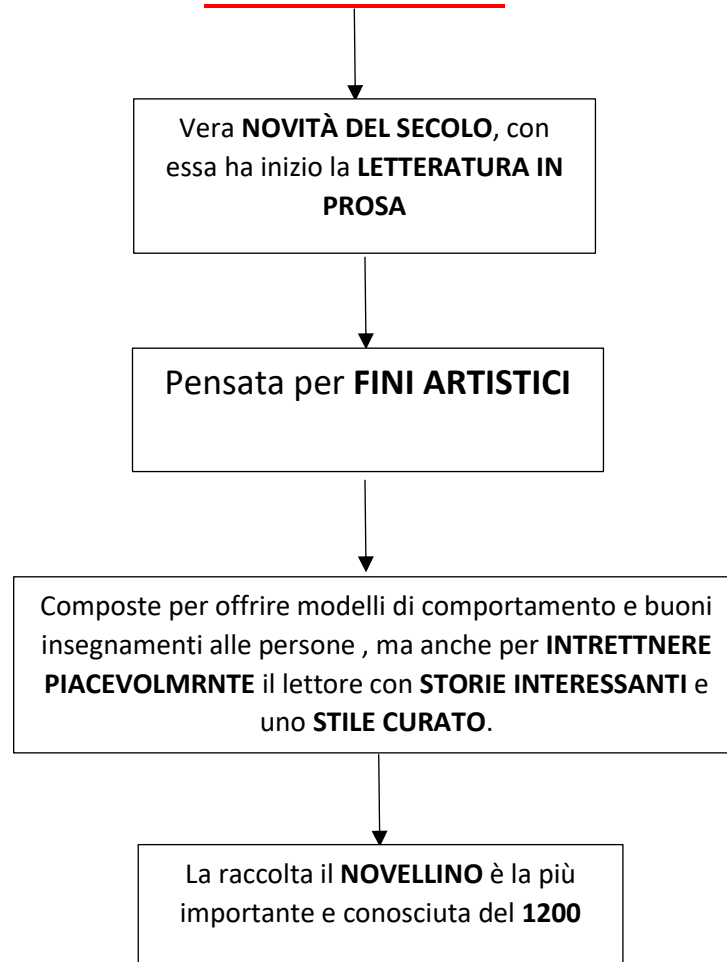 Vera NOVITÀ DEL SECOLO, con
essa ha inizio la LETTERATURA IN
PROSA
Pensata per FINI ARTISTICI
Composte per offrire modelli di comportamento e buoni
insegnamenti alle persone , ma anche per INTRETTNERE
PIACEVOLMRNTE il lettore con STORIE INTERESSANTI e
uno STILE CURATO.
La raccolta il NOVELLINO è la più
importante e conosciuta del 1200